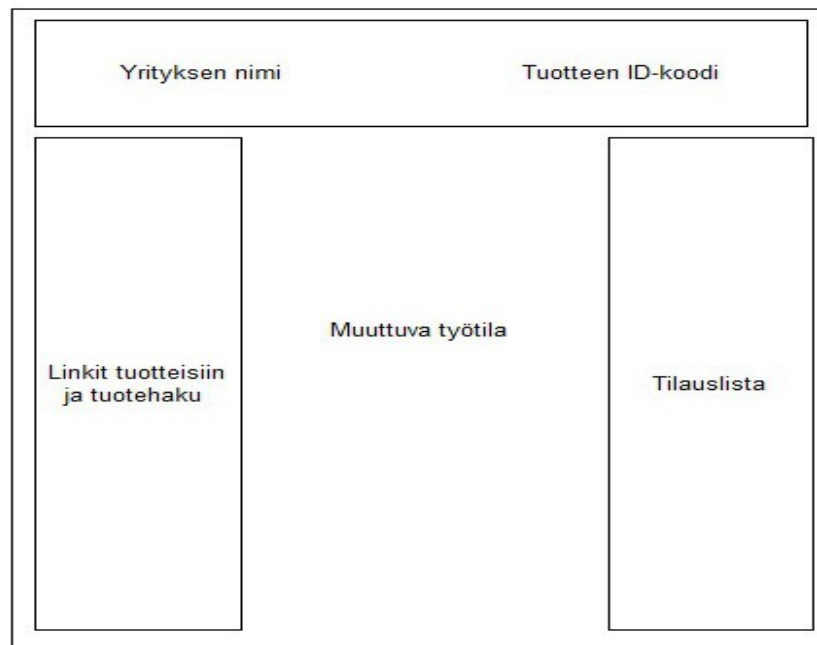 Yrityksen nimi
Tuotteen ID-koodi
Muuttuva työtila
Linkit tuotteisiin
ja tuotehaku
Tilauslista